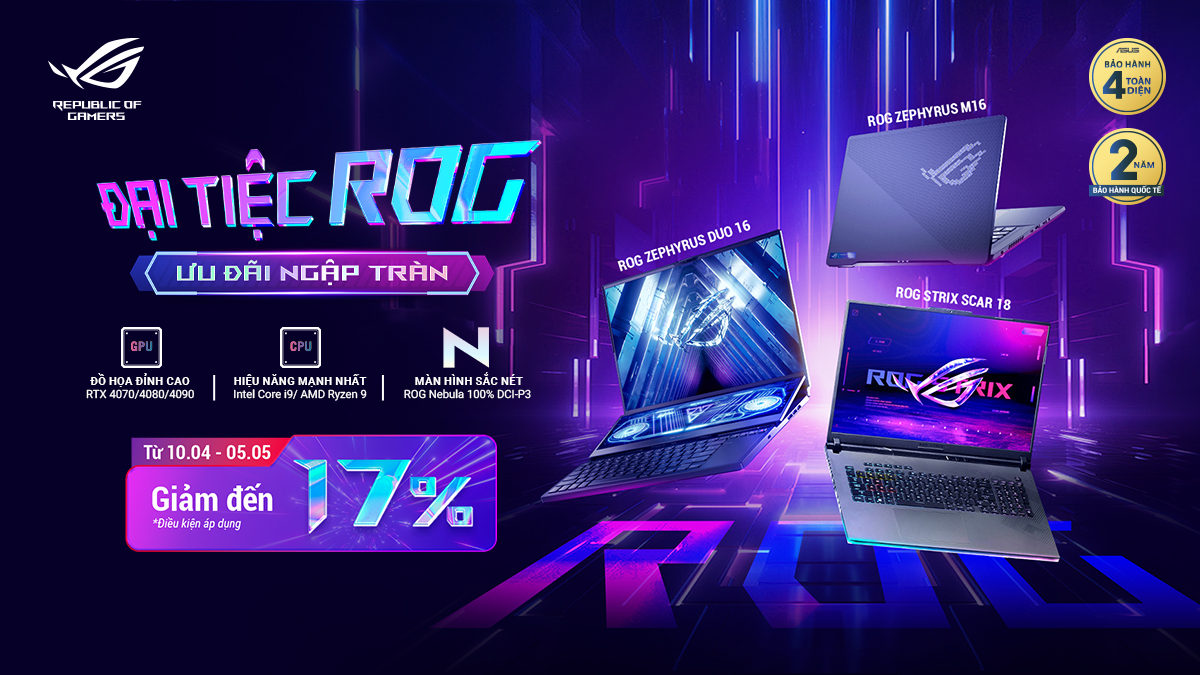 REPUBLIC OF
GAMERS
ĐẠI TIỆC ROG
ƯU ĐÃI NGẬP TRÀN
GPU
ĐỒ HỌA ĐỈNH CAO
RTX 4070/4080/4090
CPU
HIỆU NĂNG MẠNH NHẤT
Intel Core i9/ AMD Ryzen 9
N
MÀN HÌNH SẮC NÉT
ROG Nebula 100% DCI-P3
Từ 10.04 - 05.05
Giảm đến 17%
*Điều kiện áp dụng
ROG ZEPHYRUS DUO 16
ROG ZEPHYRUS M16
ROG STRIX SCAR 18
ROG STRIX
ROG
ASUS
BẢO HÀNH
4 TOÀN
DIỆN
2 NĂM
BẢO HÀNH QUỐC TẾ